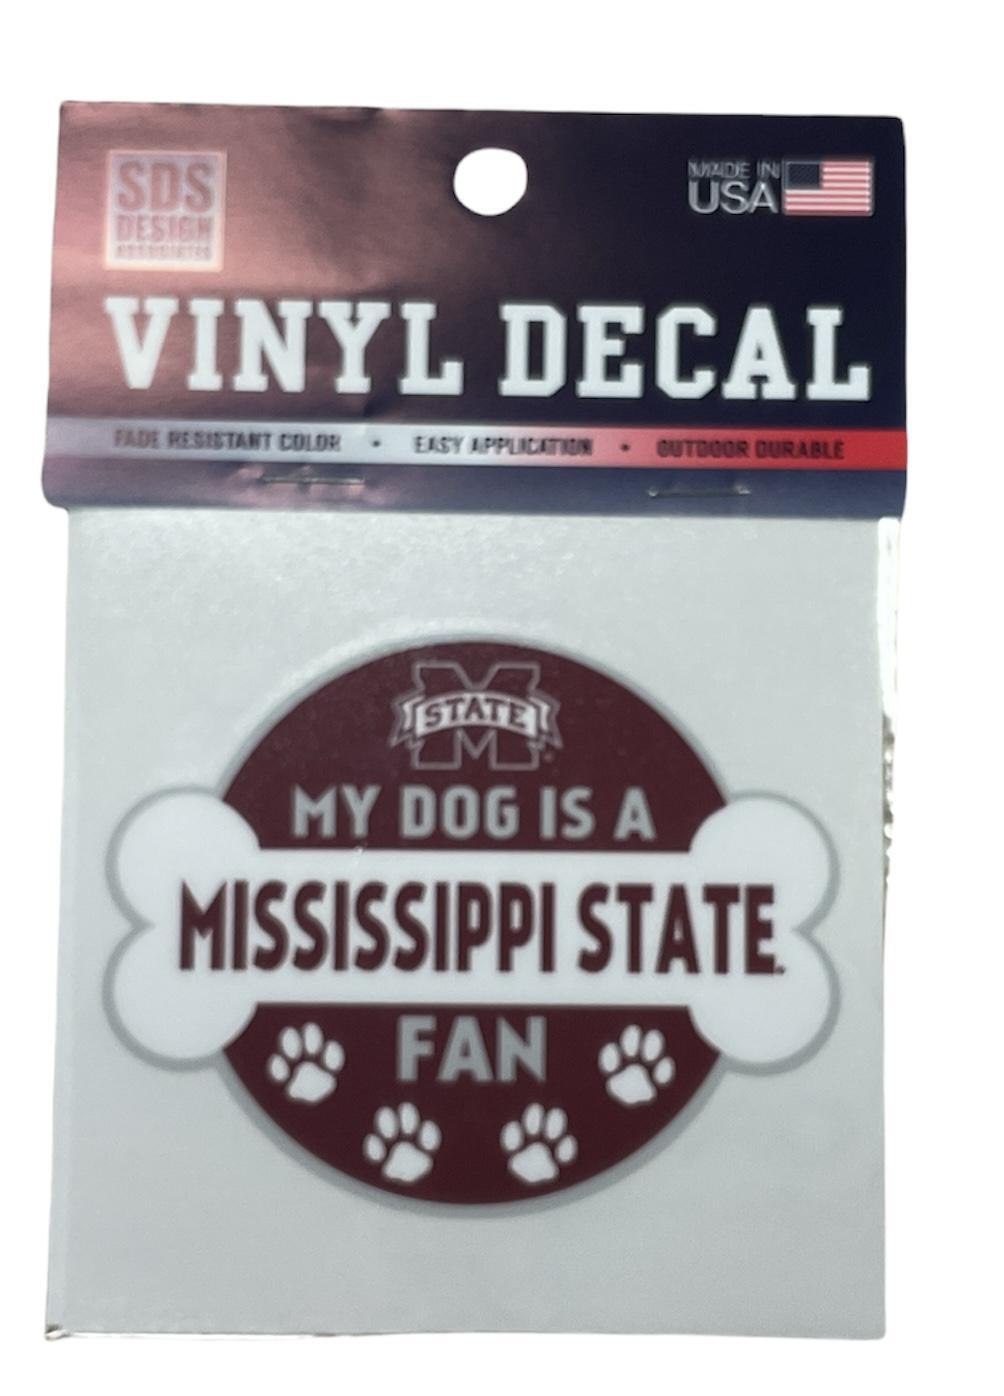 SDS
DESIGN
ASSOCIATES
MADE IN
USA
VINYL DECAL
FADE RESISTANT COLOR • EASY APPLICATION • OUTDOOR DURABLE
M
STATE
MY DOG IS A
MISSISSIPPI STATE
FAN